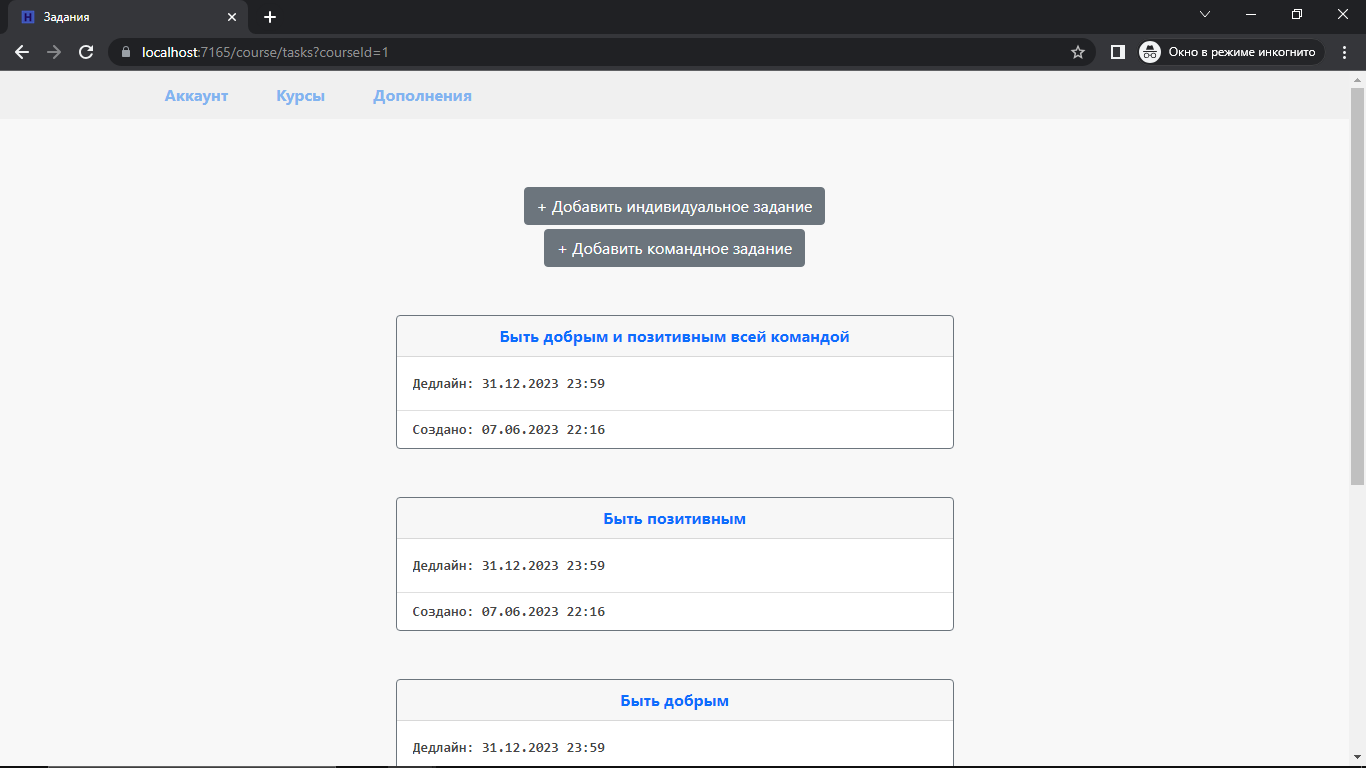 Задания
localhost:7165/course/tasks?courseId=1
Окно в режиме инкогнито
Аккаунт Курсы Дополнения
+ Добавить индивидуальное задание
+ Добавить командное задание
Быть добрым и позитивным всей командой
Дедлайн: 31.12.2023 23:59
Создано: 07.06.2023 22:16
Быть позитивным
Дедлайн: 31.12.2023 23:59
Создано: 07.06.2023 22:16
Быть добрым
Дедлайн: 31.12.2023 23:59